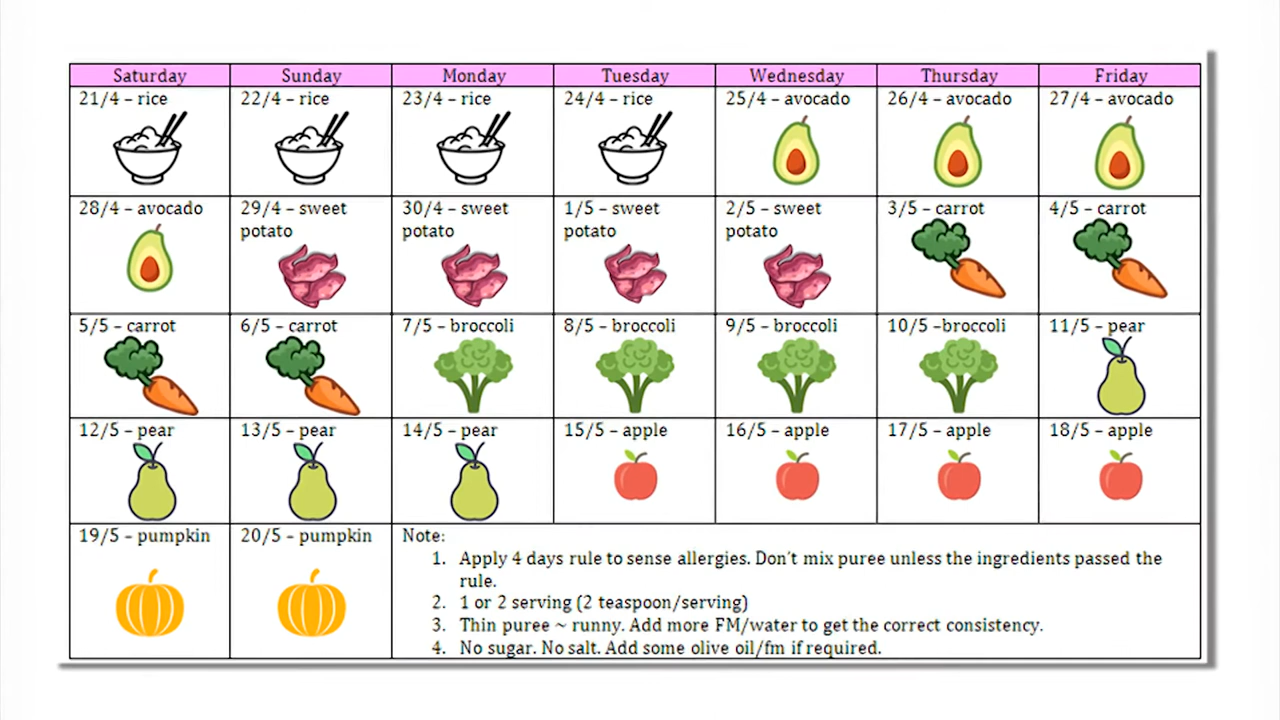 Saturday Sunday Monday Tuesday Wednesday Thursday Friday
21/4 – rice
22/4 – rice
23/4 – rice
24/4 – rice
25/4 – avocado
26/4 – avocado
27/4 – avocado
28/4 – avocado
29/4 – sweet
potato
30/4 – sweet
potato
1/5 – sweet
potato
2/5 – sweet
potato
3/5 – carrot
4/5 – carrot
5/5 – carrot
6/5 – carrot
7/5 – broccoli
8/5 – broccoli
9/5 – broccoli
10/5 –broccoli
11/5 – pear
12/5 – pear
13/5 – pear
14/5 – pear
15/5 – apple
16/5 – apple
17/5 – apple
18/5 – apple
19/5 – pumpkin
20/5 – pumpkin
Note:
1. Apply 4 days rule to sense allergies. Don't mix puree unless the ingredients passed the
rule.
2. 1 or 2 serving (2 teaspoon/serving)
3. Thin puree ~ runny. Add more FM/water to get the correct consistency.
4. No sugar. No salt. Add some olive oil/fm if required.